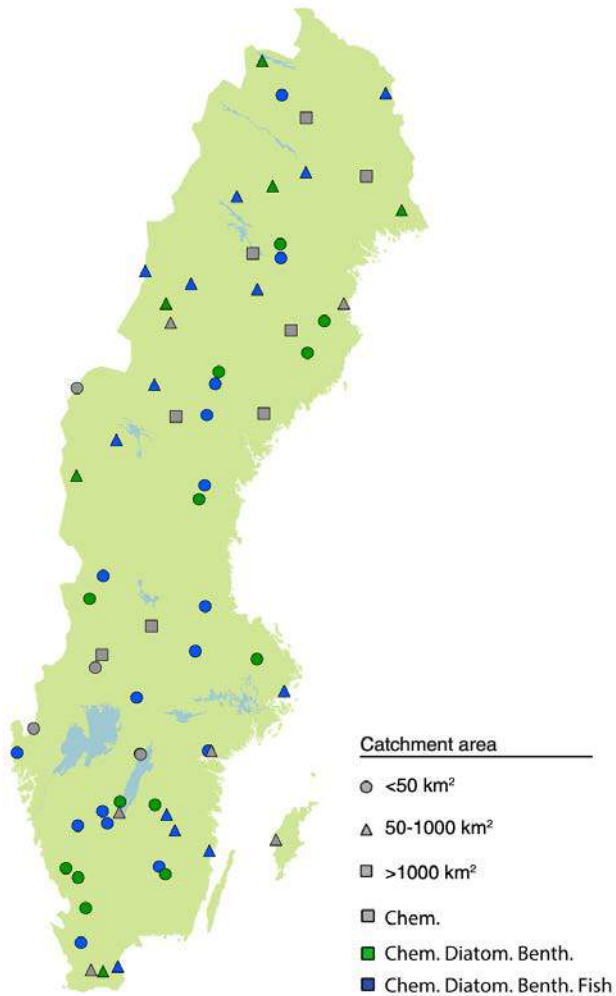 Catchment area
<50 km²
50-1000 km²
>1000 km²
Chem.
Chem. Diatom. Benth.
Chem. Diatom. Benth. Fish